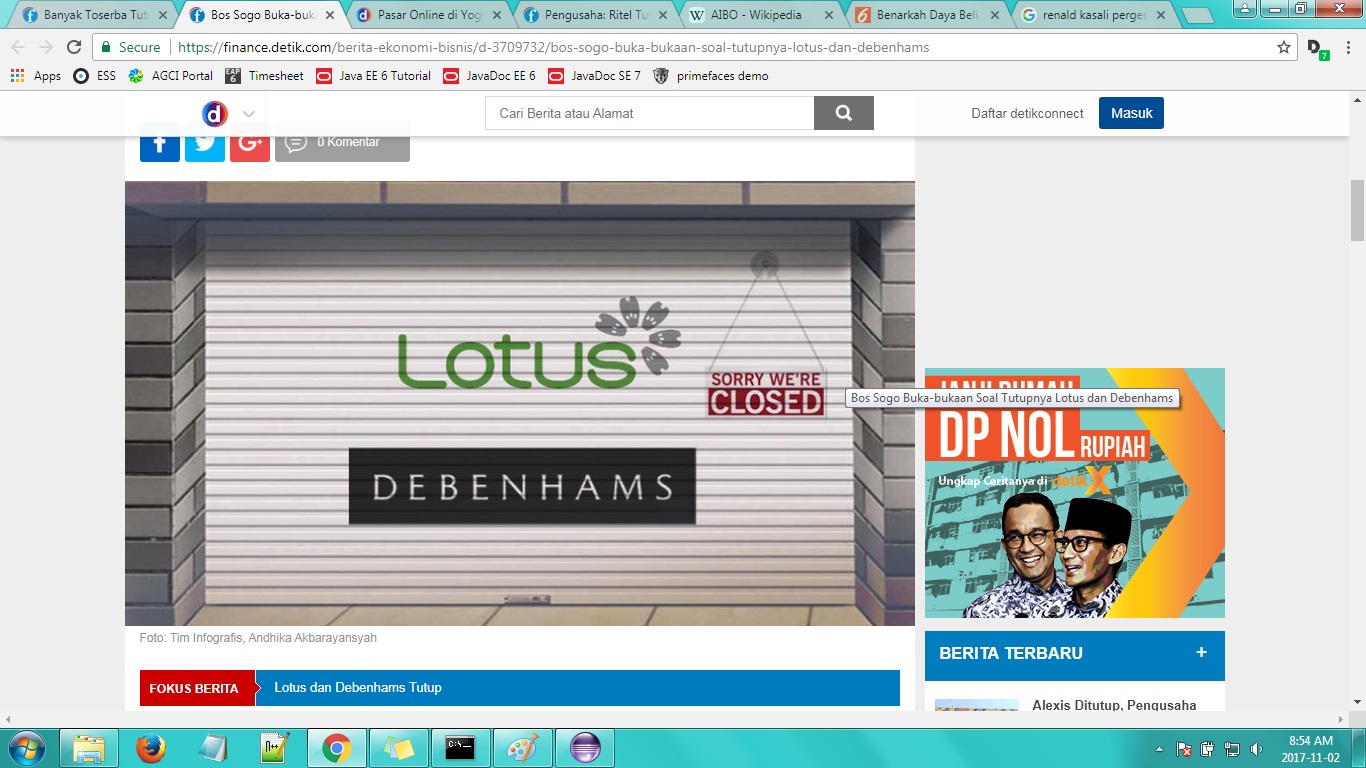 Banyak Toserba Tut
Bos Sogo Buka-buk
Pasar Online di Yog
Pengusaha: Ritel Tu
AIBO - Wikipedia
Benarkah Daya Beli
renald kasali perges
Secure
https://finance.detik.com/berita-ekonomi-bisnis/d-3709732/bos-sogo-buka-bukaan-soal-tutupnya-lotus-dan-debenhams
D
7
Apps
ESS
AGCI Portal
EAP 6
Timesheet
Java EE 6 Tutorial
JavaDoc EE 6
JavaDoc SE 7
primefaces demo
d
Cari Berita atau Alamat
Daftar detikconnect
Masuk
0 Komentar
Lotus
SORRY WE'RE
CLOSED
DEBENHAMS
Bos Sogo Buka-bukaan Soal Tutupnya Lotus dan Debenhams
DP NOL RUPIAH
Ungkap Ceritanya di detikX
Foto: Tim Infografis, Andhika Akbarayansyah
FOKUS BERITA
Lotus dan Debenhams Tutup
BERITA TERBARU +
Alexis Ditutup, Pengusaha
8:54 AM
2017-11-02